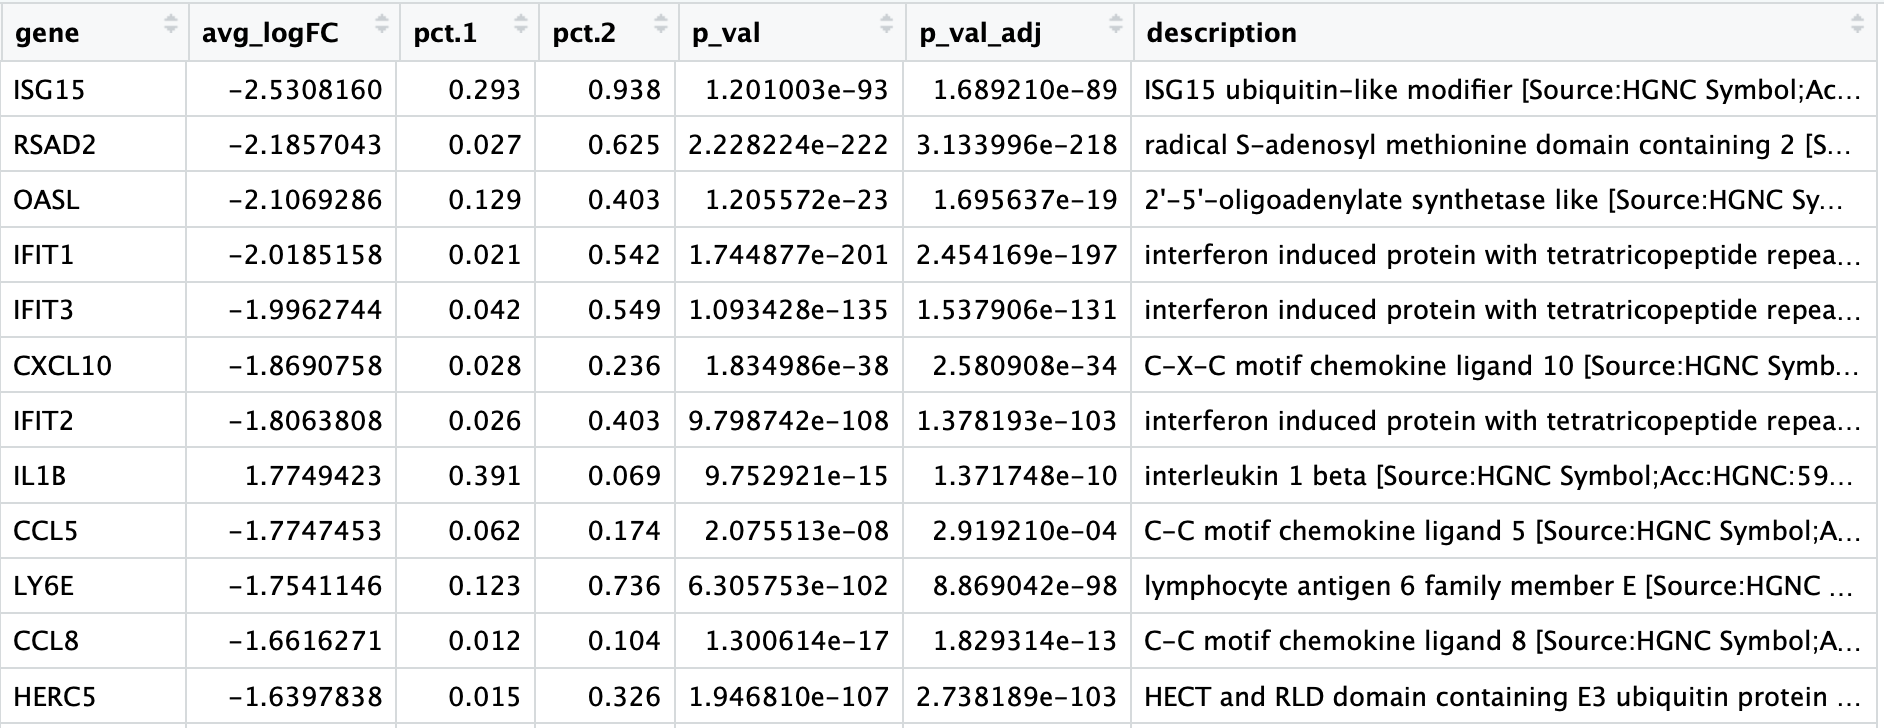 gene avg_logFC pct.1 pct.2 p_val p_val_adj description
ISG15 −2.5308160 0.293 0.938 1.201003e−93 1.689210e−89 ISG15 ubiquitin−like modifier [Source:HGNC Symbol;Ac...
RSAD2 −2.1857043 0.027 0.625 2.228224e−222 3.133996e−218 radical S−adenosyl methionine domain containing 2 [S...
OASL −2.1069286 0.129 0.403 1.205572e−23 1.695637e−19 2'−5'−oligoadenylate synthetase like [Source:HGNC Sy...
IFIT1 −2.0185158 0.021 0.542 1.744877e−201 2.454169e−197 interferon induced protein with tetratricopeptide repea...
IFIT3 −1.9962744 0.042 0.549 1.093428e−135 1.537906e−131 interferon induced protein with tetratricopeptide repea...
CXCL10 −1.8690758 0.028 0.236 1.834986e−38 2.580908e−34 C−X−C motif chemokine ligand 10 [Source:HGNC Symb...
IFIT2 −1.8063808 0.026 0.403 9.798742e−108 1.378193e−103 interferon induced protein with tetratricopeptide repea...
IL1B 1.7749423 0.391 0.069 9.752921e−15 1.371748e−10 interleukin 1 beta [Source:HGNC Symbol;Acc:HGNC:59...
CCL5 −1.7747453 0.062 0.174 2.075513e−08 2.919210e−04 C−C motif chemokine ligand 5 [Source:HGNC Symbol;A...
LY6E −1.7541146 0.123 0.736 6.305753e−102 8.869042e−98 lymphocyte antigen 6 family member E [Source:HGNC ...
CCL8 −1.6616271 0.012 0.104 1.300614e−17 1.829314e−13 C−C motif chemokine ligand 8 [Source:HGNC Symbol;A...
HERC5 −1.6397838 0.015 0.326 1.946810e−107 2.738189e−103 HECT and RLD domain containing E3 ubiquitin protein ...